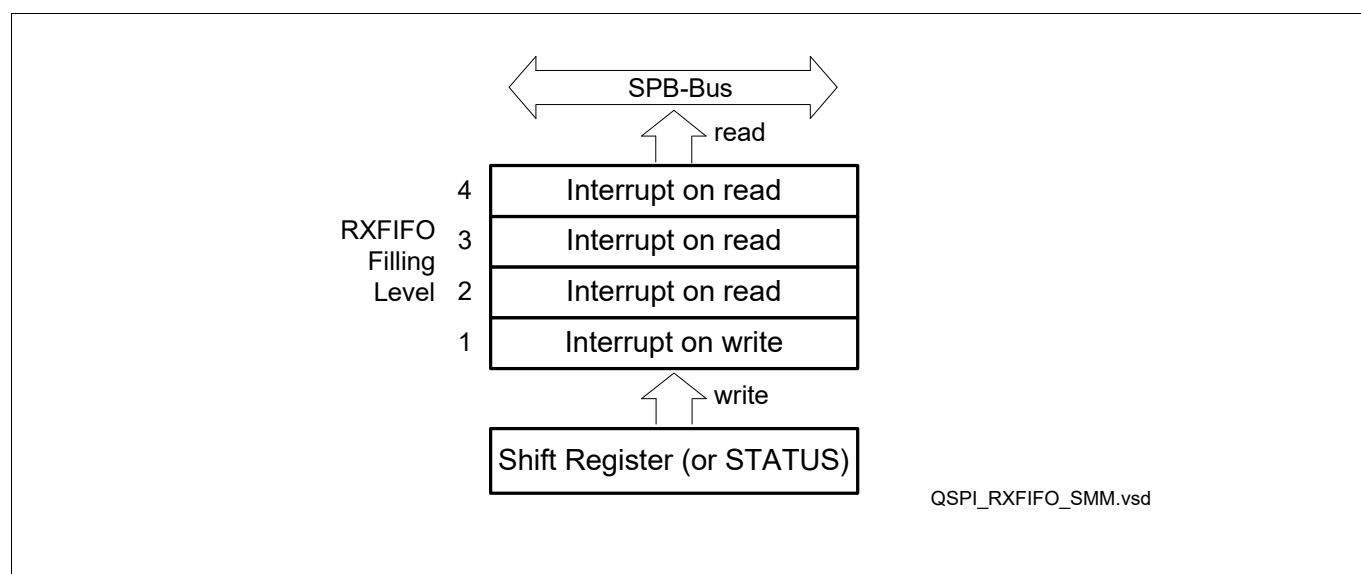 SPB-Bus
read
4 Interrupt on read
RXFIFO
3 Interrupt on read
Filling
Level 2 Interrupt on read
1 Interrupt on write
write
Shift Register (or STATUS)
QSPI_RXFIFO_SMM.vsd